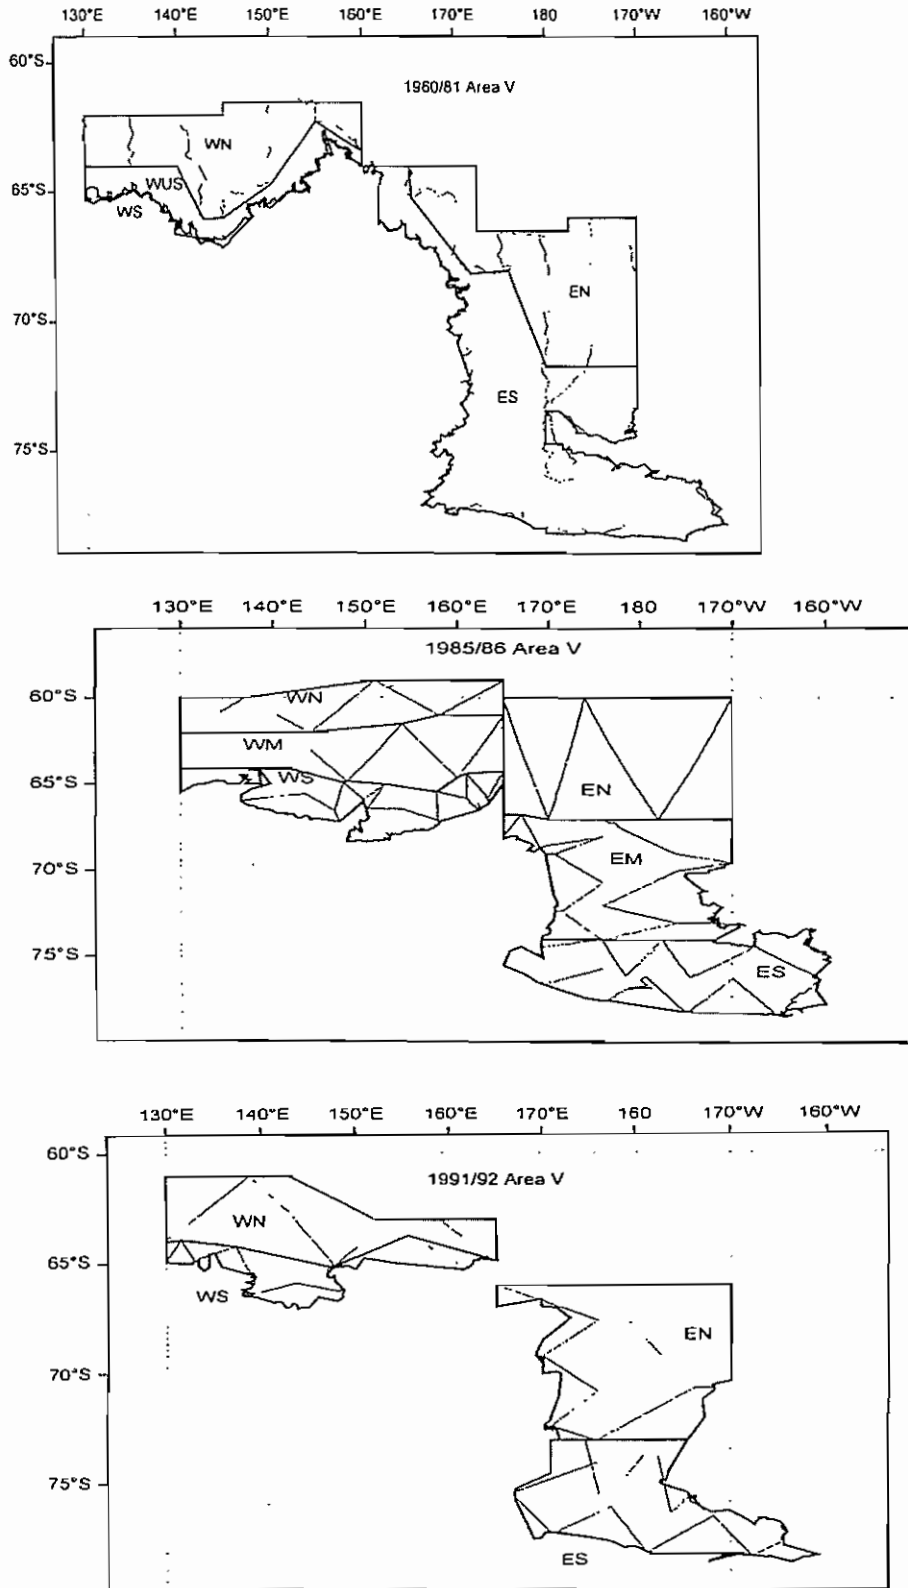 130°E 140°E 150°E 160°E 170°E 180 170°W 160°W
60°S
1960/81 Area V
WN
65°S
WUS
WS
EN
70°S
ES
75°S
130°E 140°E 150°E 160°E 170°E 180 170°W 160°W
1985/86 Area V
60°S
WN
WM
WS
65°S
EN
EM
70°S
75°S
ES
130°E 140°E 150°E 160°E 170°E 160 170°W 160°W
60°S
1991/92 Area V
WN
65°S
WS
EN
70°S
75°S
ES